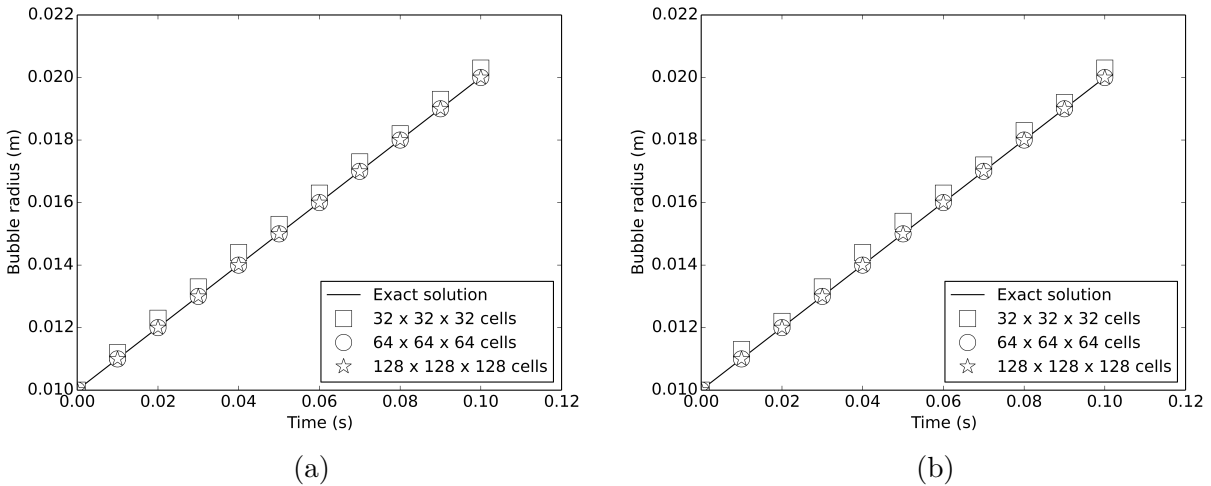 0.022
0.020
0.018
0.016
0.014
0.012
0.010
Bubble radius (m)
0.00 0.02 0.04 0.06 0.08 0.10 0.12
Time (s)
Exact solution
32 x 32 x 32 cells
64 x 64 x 64 cells
128 x 128 x 128 cells
(a)
0.022
0.020
0.018
0.016
0.014
0.012
0.010
Bubble radius (m)
0.00 0.02 0.04 0.06 0.08 0.10 0.12
Time (s)
Exact solution
32 x 32 x 32 cells
64 x 64 x 64 cells
128 x 128 x 128 cells
(b)